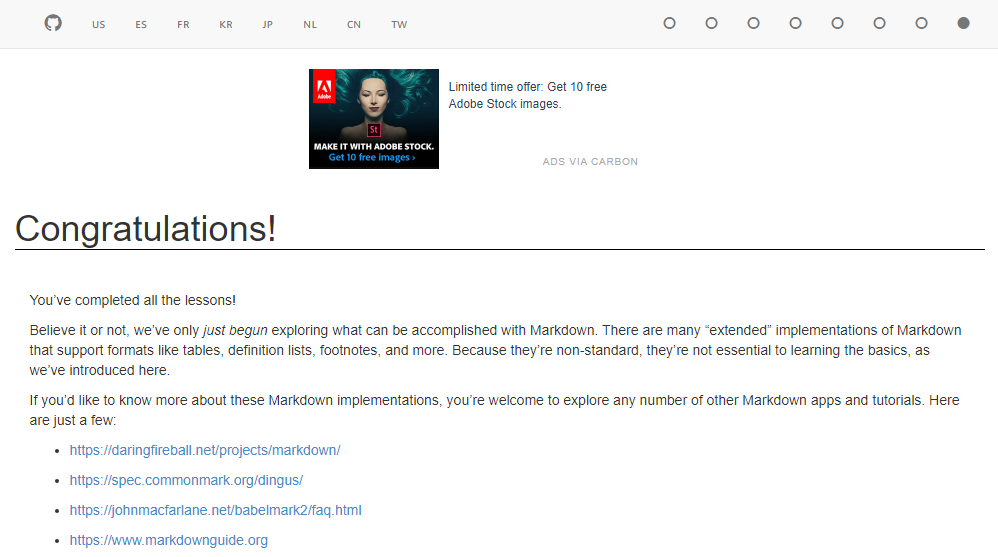 US ES FR KR JP NL CN TW
Adobe
St
MAKE IT WITH ADOBE STOCK.
Get 10 free images ›
Limited time offer: Get 10 free
Adobe Stock images.
ADS VIA CARBON
Congratulations!
You’ve completed all the lessons!
Believe it or not, we’ve only just begun exploring what can be accomplished with Markdown. There are many “extended” implementations of Markdown
that support formats like tables, definition lists, footnotes, and more. Because they’re non-standard, they’re not essential to learning the basics, as
we’ve introduced here.
If you’d like to know more about these Markdown implementations, you’re welcome to explore any number of other Markdown apps and tutorials. Here
are just a few:
• https://daringfireball.net/projects/markdown/
• https://spec.commonmark.org/dingus/
• https://johnmacfarlane.net/babelmark2/faq.html
• https://www.markdownguide.org